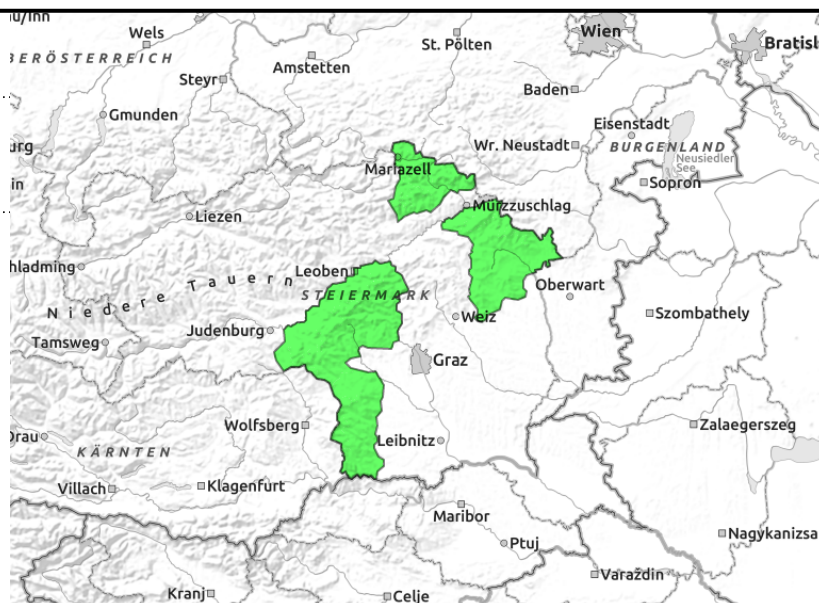 Wels
St. Pölten
Wien
Bratisl
BERÖSTERREICH
Amstetten
Steyr
Baden
Gmunden
Eisenstadt
Wr. Neustadt
BURGENLAND
Neusiedler
See
Mariazell
Sopron
Mürzzuschlag
Liezen
Leoben
Niedere Tauern
STEIERMARK
Oberwart
Szombathely
Judenburg
Weiz
Tamsweg
Graz
Wolfsberg
Leibnitz
Zalaegerszeg
KÄRNTEN
Villach
Klagenfurt
Maribor
Nagykanizsa
Ptuj
Varaždin
Kranj
Celje